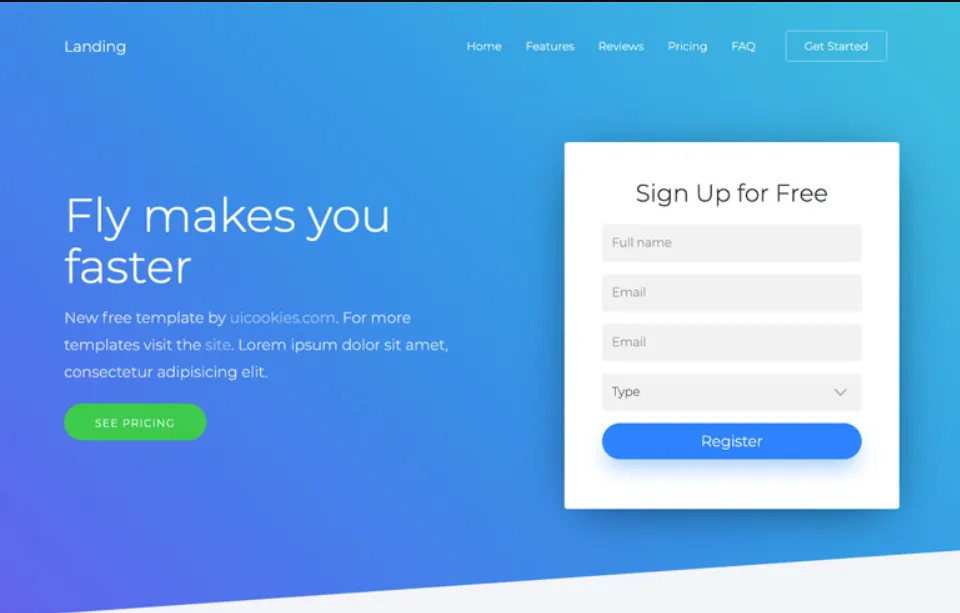 Landing
Home Features Reviews Pricing FAQ Get Started
Fly makes you
faster
New free template by uicookies.com. For more
templates visit the site. Lorem ipsum dolor sit amet,
consectetur adipisicing elit.
SEE PRICING
Sign Up for Free
Full name
Email
Email
Type
Register